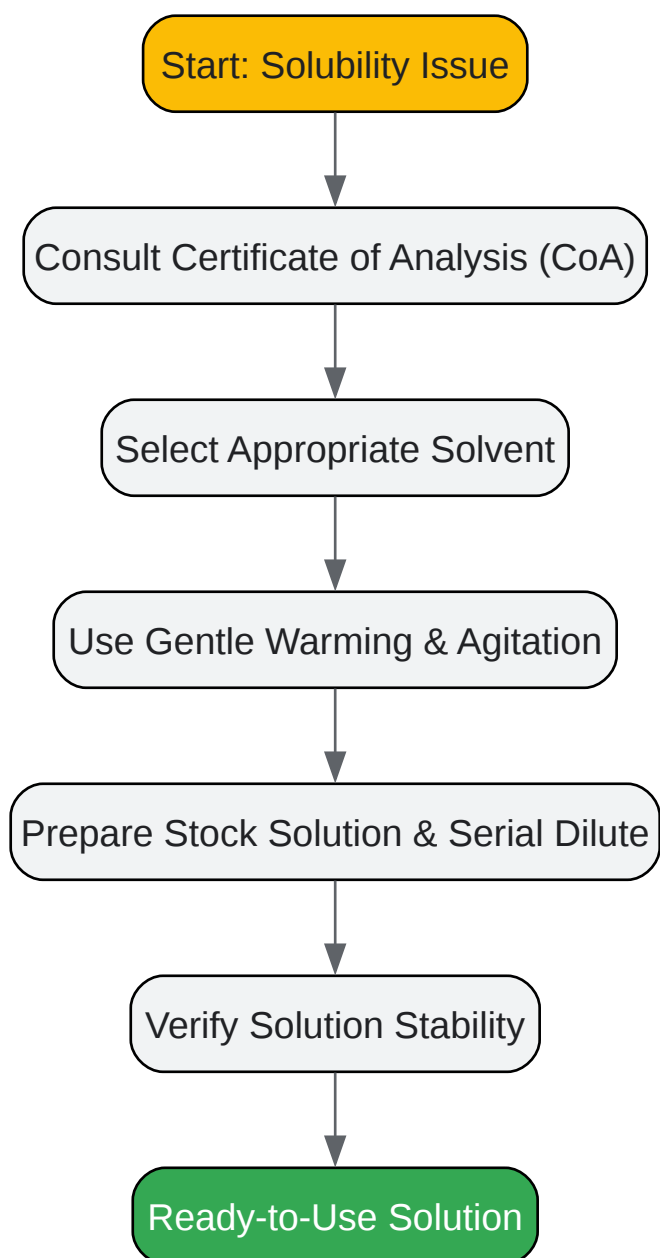 Start: Solubility Issue
Consult Certificate of Analysis (CoA)
Select Appropriate Solvent
Use Gentle Warming & Agitation
Prepare Stock Solution & Serial Dilute
Verify Solution Stability
Ready-to-Use Solution